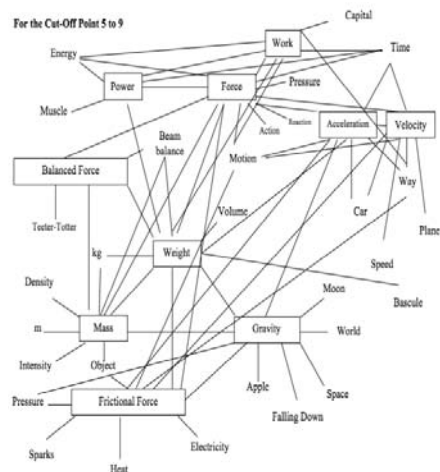 For the Cut-Off Point 5 to 9
Capital
Work
Energy
Time
Power
Force
Pressure
Muscle
Reaction
Action
Acceleration
Velocity
Beam
balance
Motion
Balanced Force
Way
Car
Plane
Teeter-Totter
Volume
kg
Weight
Speed
Density
Bascule
Moon
m
Mass
Gravity
World
Intensity
Object
Apple
Space
Pressure
Frictional Force
Falling Down
Sparks
Electricity
Heat